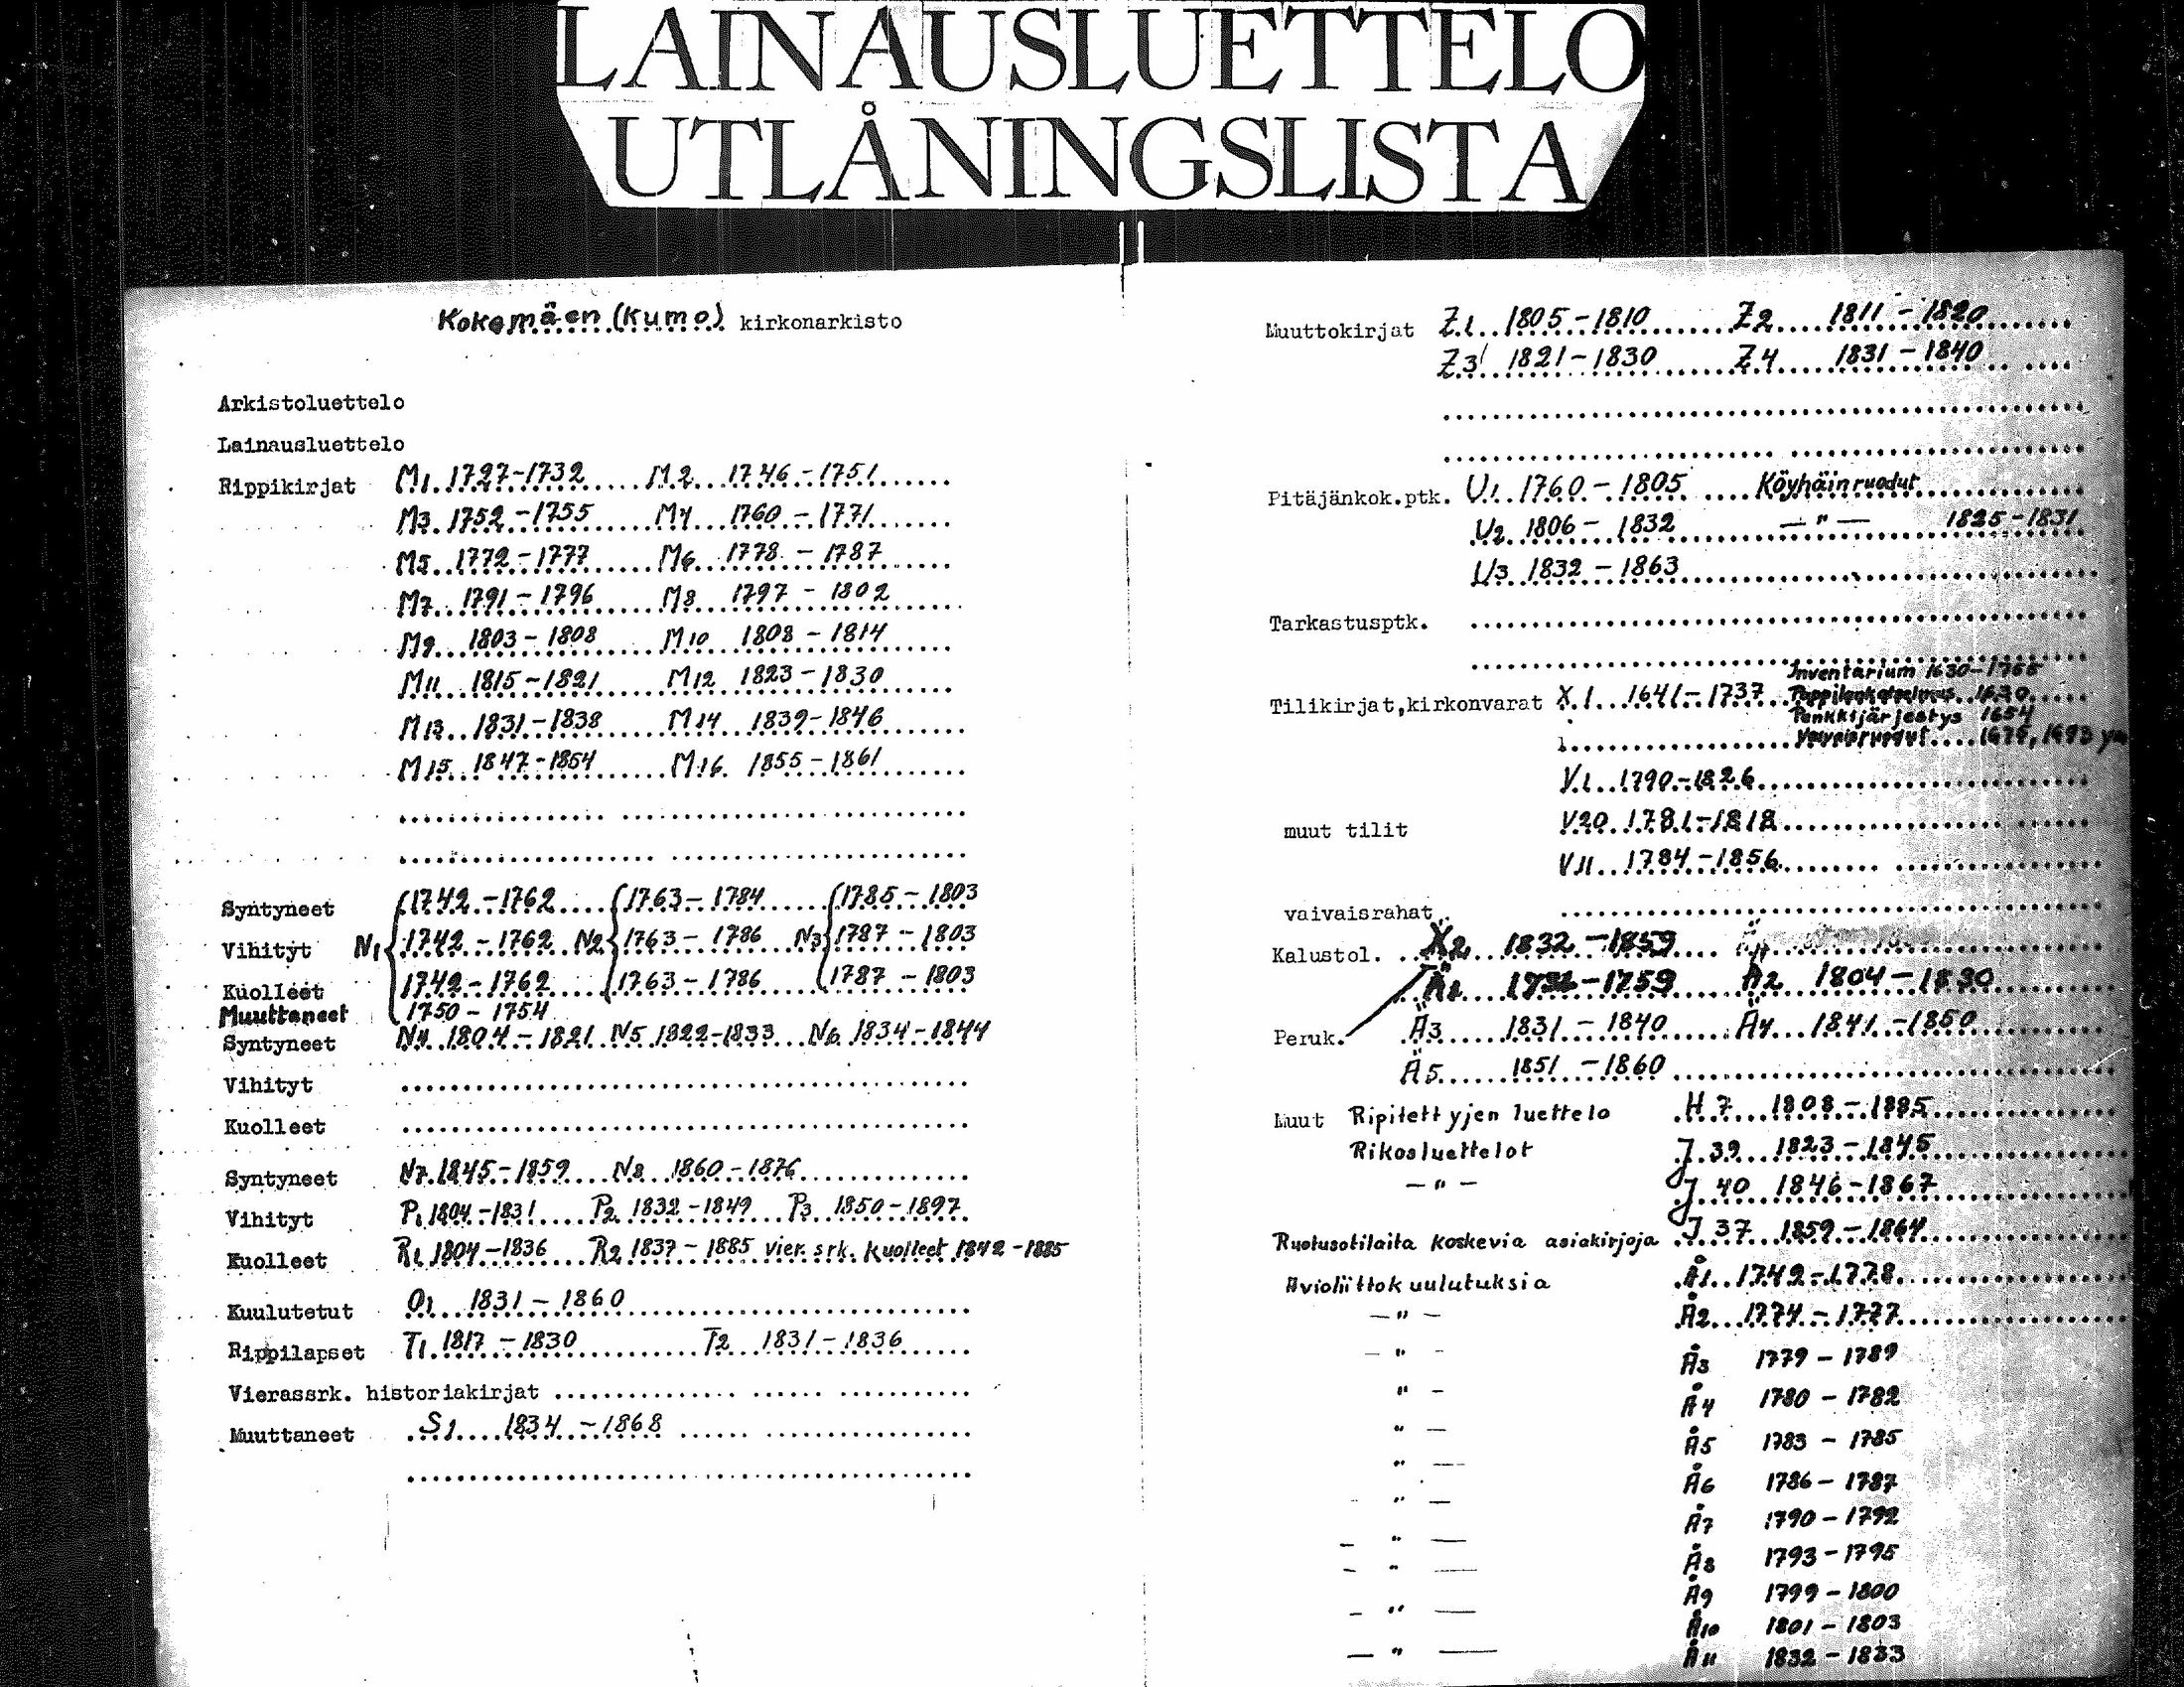 LAINAUSLUETTELO
UTLÅNINGSLISTA
Kokemäen (Kumo) kirkonarkisto
Arkistoluettelo
Lainausluettelo
Rippikirjat M1 1727-1732 M2 1746-1751
M3 1752-1755 M4 1760-1771
M5 1772-1777 M6 1778-1787
M7 1791-1796 M8 1797-1802
M9 1803-1808 M10 1808-1814
M11 1815-1821 M12 1823-1830
M13 1831-1838 M14 1839-1846
M15 1847-1854 M16 1855-1861
Syntyneet 1742-1762 1763-1784 1785-1803
Vihityt N1 1742-1762 N2 1763-1786 N3 1787-1803
Kuolleet 1742-1762 1763-1786 1787-1803
Muuttaneet 1750-1754
Syntyneet N4 1804-1821 N5 1822-1833 N6 1834-1844
Vihityt
Kuolleet
Syntyneet N7 1845-1859 N8 1860-1876
Vihityt P1 1804-1831 P2 1832-1849 P3 1850-1897
Kuolleet R1 1804-1836 R2 1837-1885 vier. srk. kuolleet 1842-1885
Kuulutetut O1 1831-1860
Rippilapset T1 1817-1830 T2 1831-1836
Vierassrk. historiakirjat
Muuttaneet S1 1834-1868
Muuttokirjat Z1 1805-1810 Z2 1811-1820
Z3 1821-1830 Z4 1831-1840
Pitäjänkok.ptk. U1 1760-1805 Köyhäinruodut
U2 1806-1832 — " — 1825-1831
U3 1832-1863
Tarkastusptk.
Inventarium 1630-1765
Tilikirjat,kirkonvarat X1 1641-1737 1630
Penkkijärjestys 1654
Vaivaisruodut 1675, 1693 ym
V1 1790-1826
muut tilit V20 1781-1818
V11 1784-1856
vaivaisrahat
Kalustol. X2 1832-1859
Ä1 Ä2 1804-1830
Peruk. Ä3 1831-1840 Ä4 1841-1850
Ä5 1851-1860
Muut Ripitettyjen luettelo H7 1808-1885
Rikosluettelot J 39 1823-1845
— " — J 40 1846-1867
Ruotusotilaita koskevia asiakirjoja J 37 1859-1864
Avioliittokuulutuksia Å1 1742-1778
— " — Å2 1774-1777
— " - Å3 1779-1789
" - Å4 1780-1782
" — Å5 1783-1785
" — Å6 1786-1787
- " — Å7 1790-1792
- " — Å8 1793-1795
- " — Å9 1799-1800
- " — Å10 1801-1803
— " — Å11 1832-1833